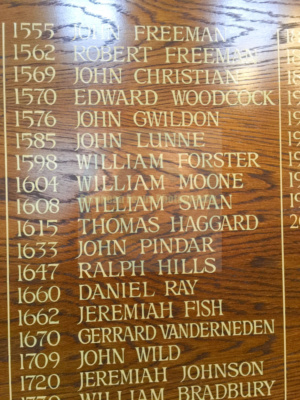 1555 JOHN FREEMAN
1562 ROBERT FREEMAN
1569 JOHN CHRISTIAN
1570 EDWARD WOODCOCK
1576 JOHN GWILDON
1585 JOHN LUNNE
1598 WILLIAM FORSTER
1604 WILLIAM MOONE
1608 WILLIAM SWAN
1615 THOMAS HAGGARD
1633 JOHN PINDAR
1647 RALPH HILLS
1660 DANIEL RAY
1662 JEREMIAH FISH
1670 GERRARD VANDERNEDEN
1709 JOHN WILD
1720 JEREMIAH JOHNSON
WILLIAM BRADBURY